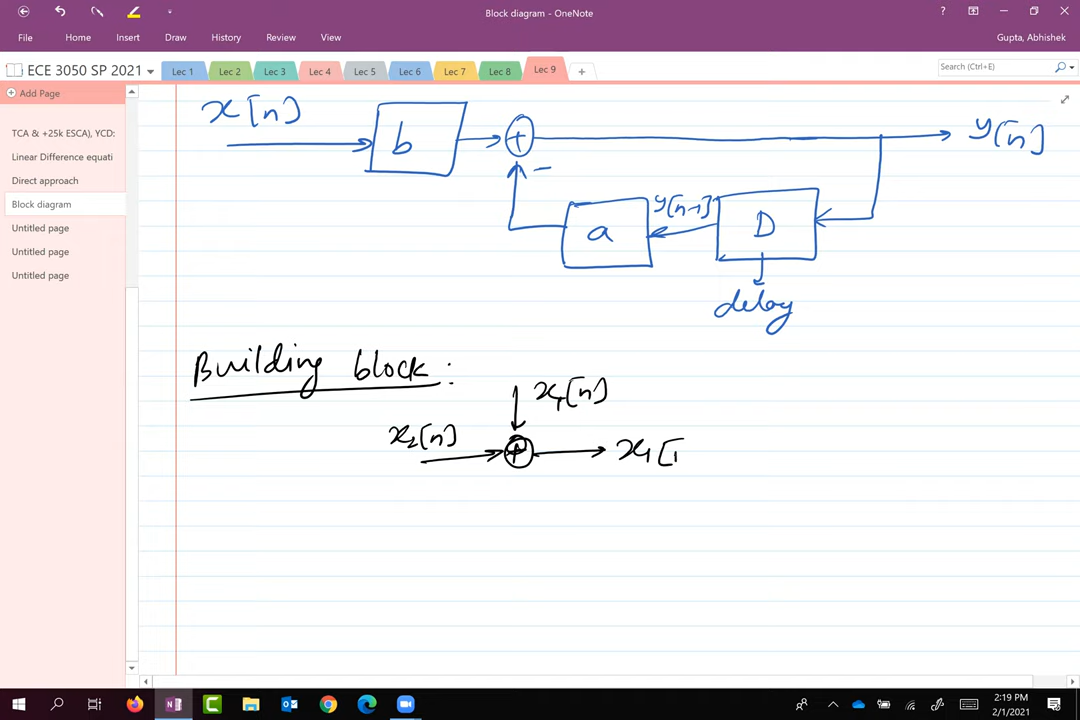 Block diagram - OneNote
?
File Home Insert Draw History Review View
Gupta, Abhishek
ECE 3050 SP 2021
Lec 1 Lec 2 Lec 3 Lec 4 Lec 5 Lec 6 Lec 7 Lec 8 Lec 9 +
Search (Ctrl+E)
Add Page
TCA & +25k ESCA), YCD:
Linear Difference equati
Direct approach
Block diagram
Untitled page
Untitled page
Untitled page
x[n]
b
+
y[n]
-
a
y[n-1]
D
delay
Building block:
x1[n]
x2[n]
+
x1[
2:19 PM
2/1/2021